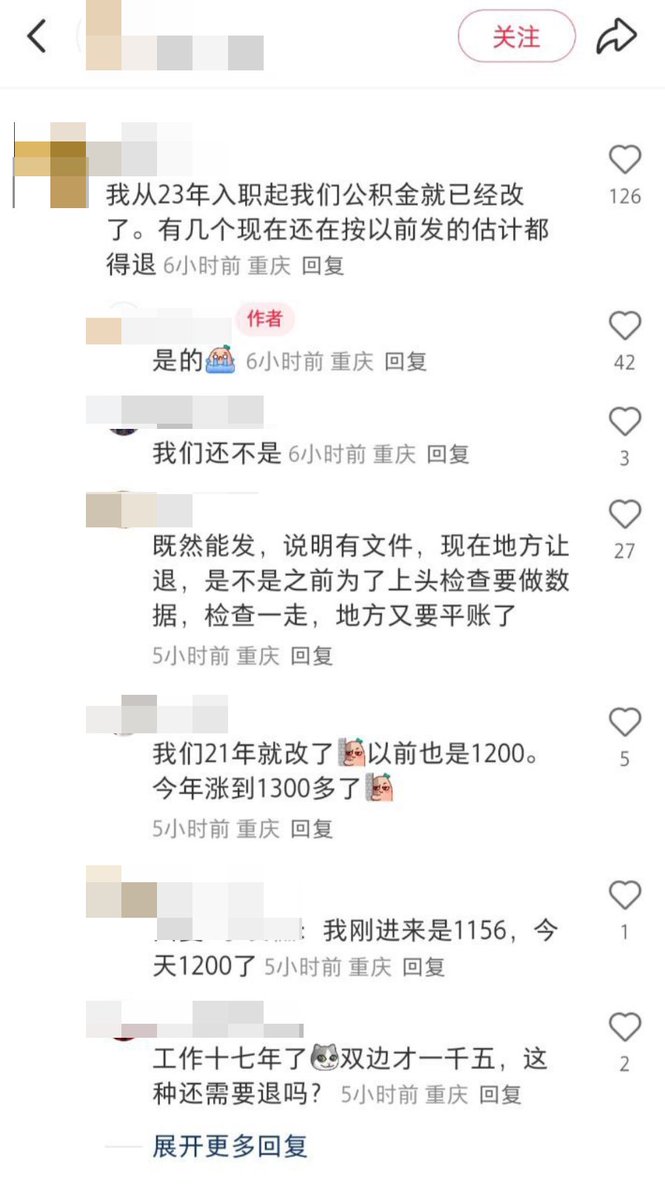 关注
我从23年入职起我们公积金就已经改
了。有几个现在还在按以前发的估计都
得退 6小时前 重庆 回复
126
作者
是的 6小时前 重庆 回复
42
我们还不是 6小时前 重庆 回复
3
既然能发，说明有文件，现在地方让
退，是不是之前为了上头检查要做数
据，检查一走，地方又要平账了
27
5小时前 重庆 回复
我们21年就改了以前也是1200。
今年涨到1300多了
5
5小时前 重庆 回复
：我刚进来是1156，今
天1200了 5小时前 重庆 回复
1
工作十七年了双边才一千五，这
种还需要退吗？ 5小时前 重庆 回复
2
展开更多回复